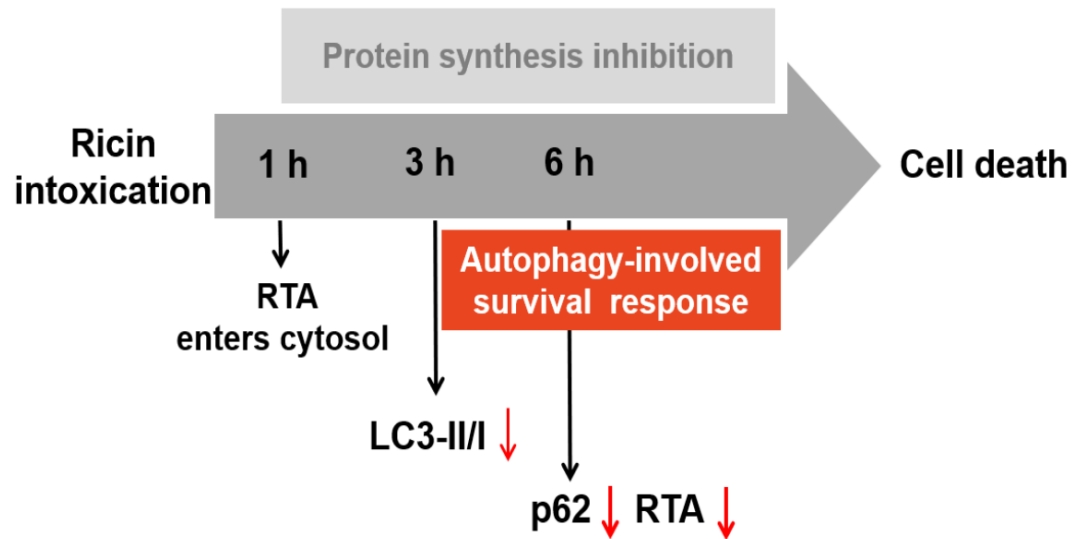 Protein synthesis inhibition
Ricin
intoxication
1 h
3 h
6 h
Cell death
Autophagy-involved
survival response
RTA
enters cytosol
LC3-II/I
p62
RTA